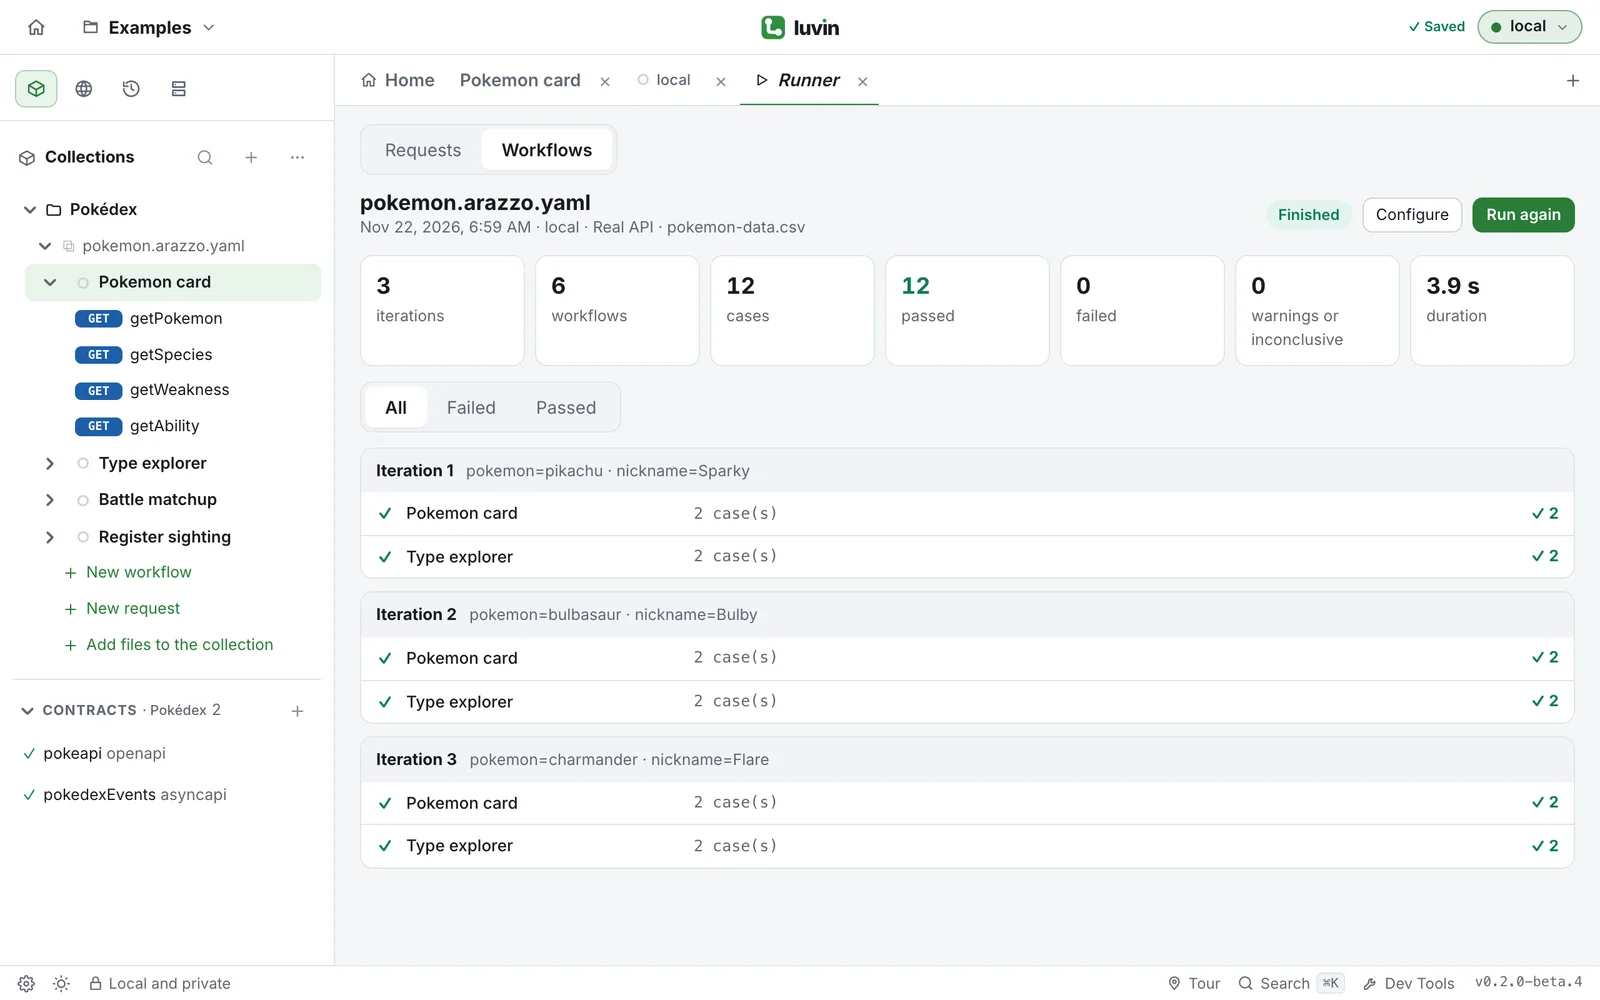 Examples
luvin
Saved
local
Home
Pokemon card
local
Runner
Collections
Pokédex
pokemon.arazzo.yaml
Pokemon card
GET getPokemon
GET getSpecies
GET getWeakness
GET getAbility
Type explorer
Battle matchup
Register sighting
+ New workflow
+ New request
+ Add files to the collection
CONTRACTS · Pokédex 2
pokeapi openapi
pokedexEvents asyncapi
Requests
Workflows
pokemon.arazzo.yaml
Nov 22, 2026, 6:59 AM · local · Real API · pokemon-data.csv
Finished
Configure
Run again
3
iterations
6
workflows
12
cases
12
passed
0
failed
0
warnings or
inconclusive
3.9 s
duration
All
Failed
Passed
Iteration 1 pokemon=pikachu · nickname=Sparky
Pokemon card 2 case(s) ✓ 2
Type explorer 2 case(s) ✓ 2
Iteration 2 pokemon=bulbasaur · nickname=Bulby
Pokemon card 2 case(s) ✓ 2
Type explorer 2 case(s) ✓ 2
Iteration 3 pokemon=charmander · nickname=Flare
Pokemon card 2 case(s) ✓ 2
Type explorer 2 case(s) ✓ 2
Local and private
Tour
Search ⌘K
Dev Tools
v0.2.0-beta.4